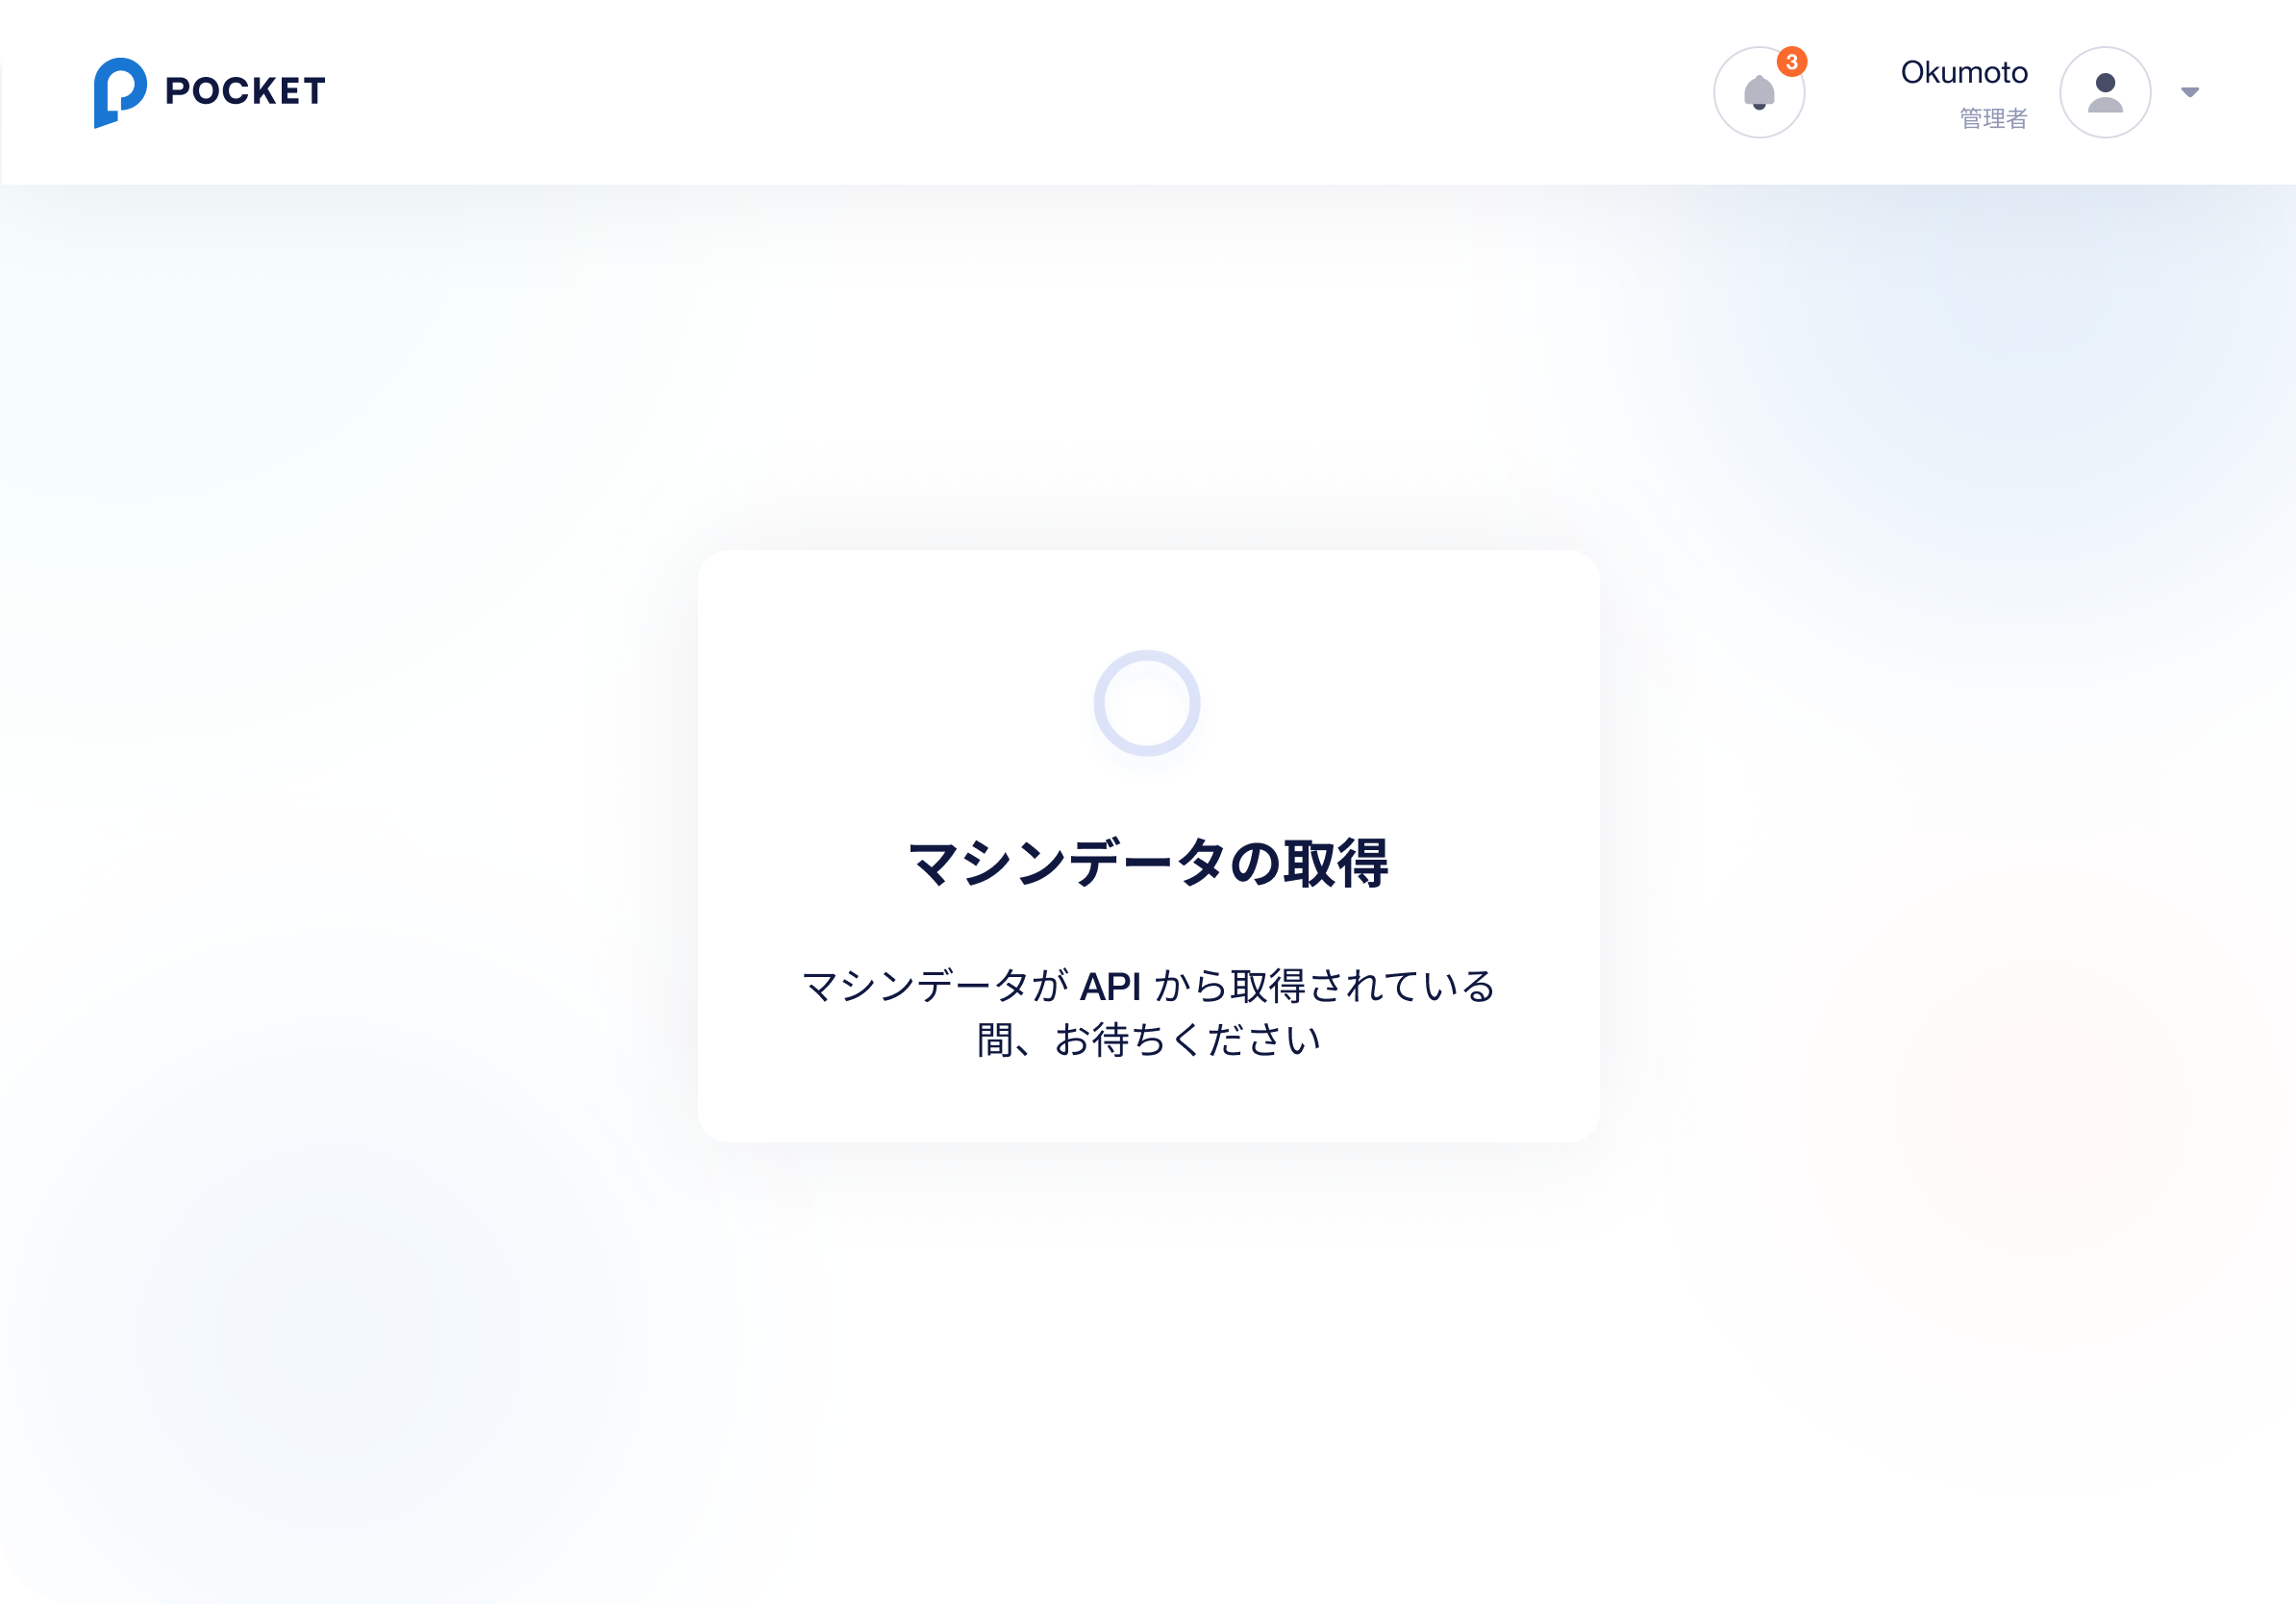 POCKET
3
Okumoto
管理者
マシンデータの取得
マシンデータが API から取得されている
間、お待ちください